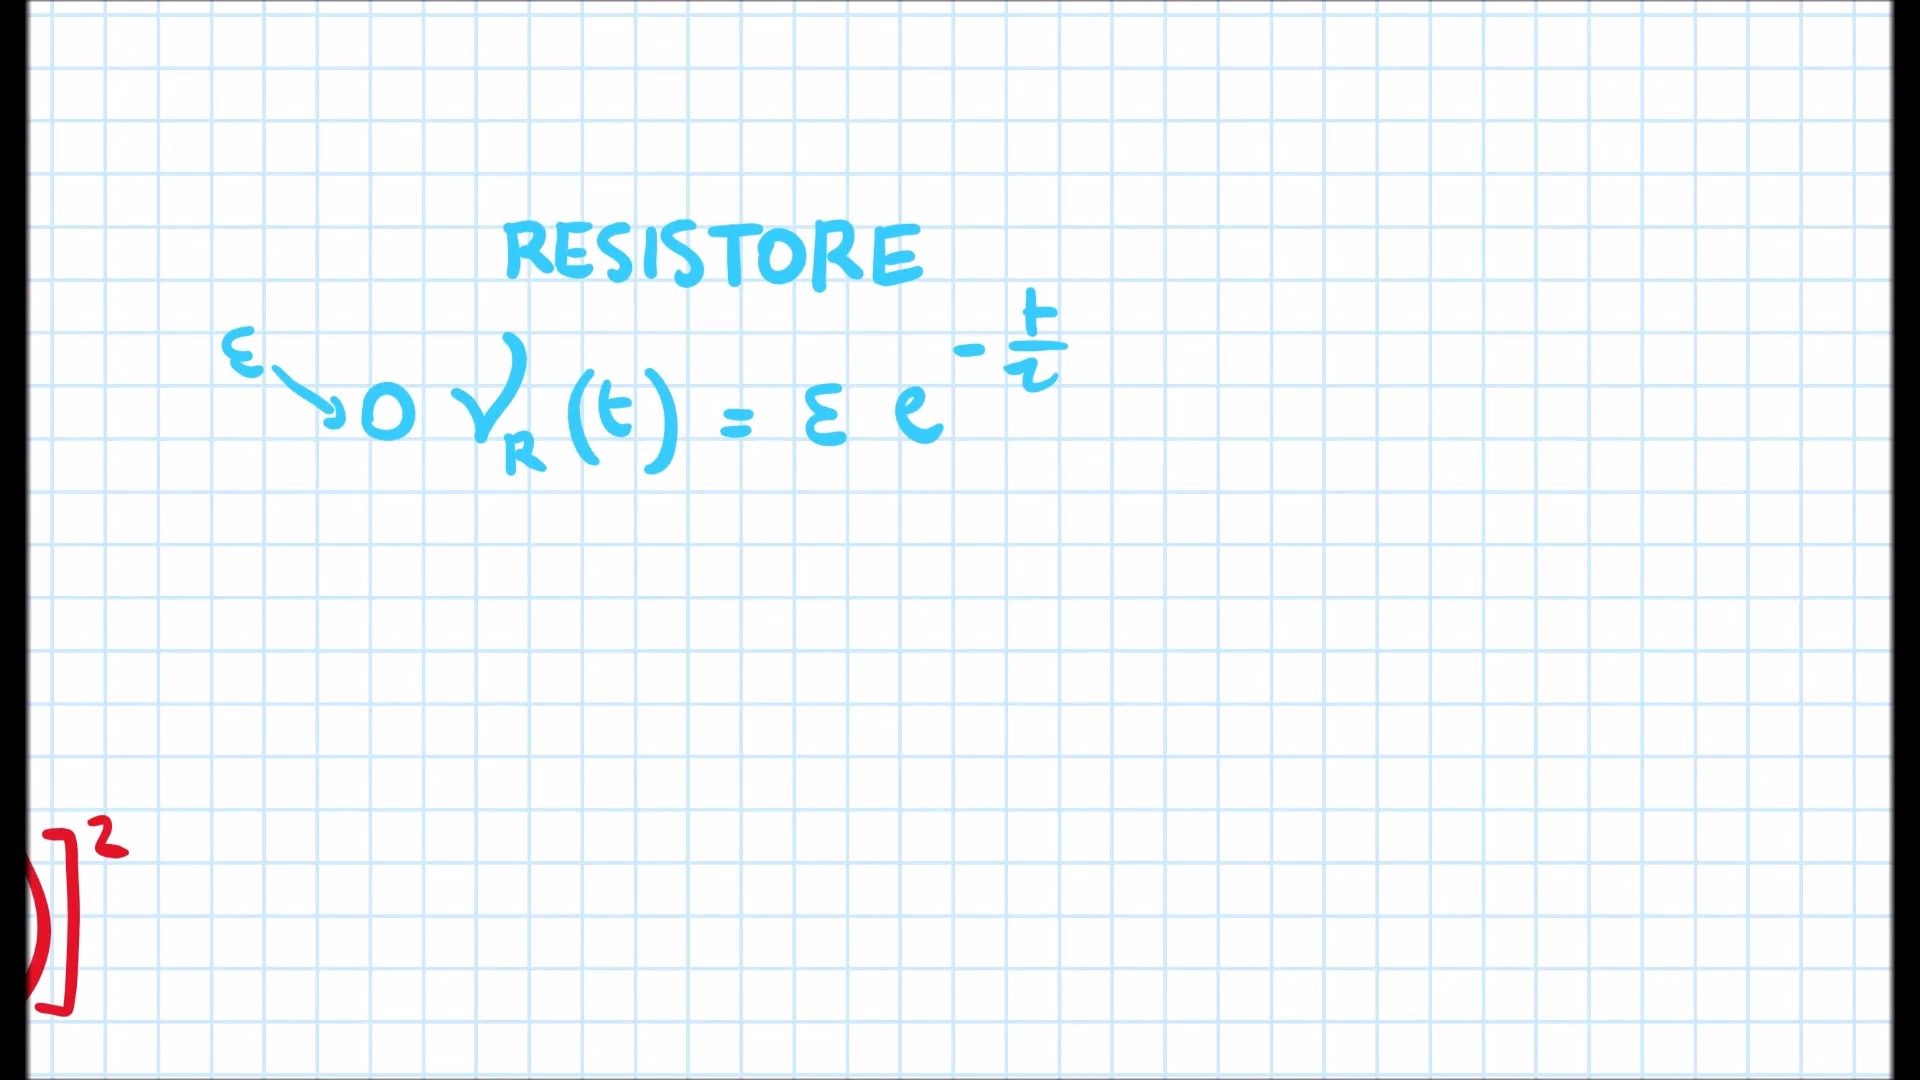 RESISTORE
ε → 0 v_R (t) = ε e^{-t/τ}
)]²